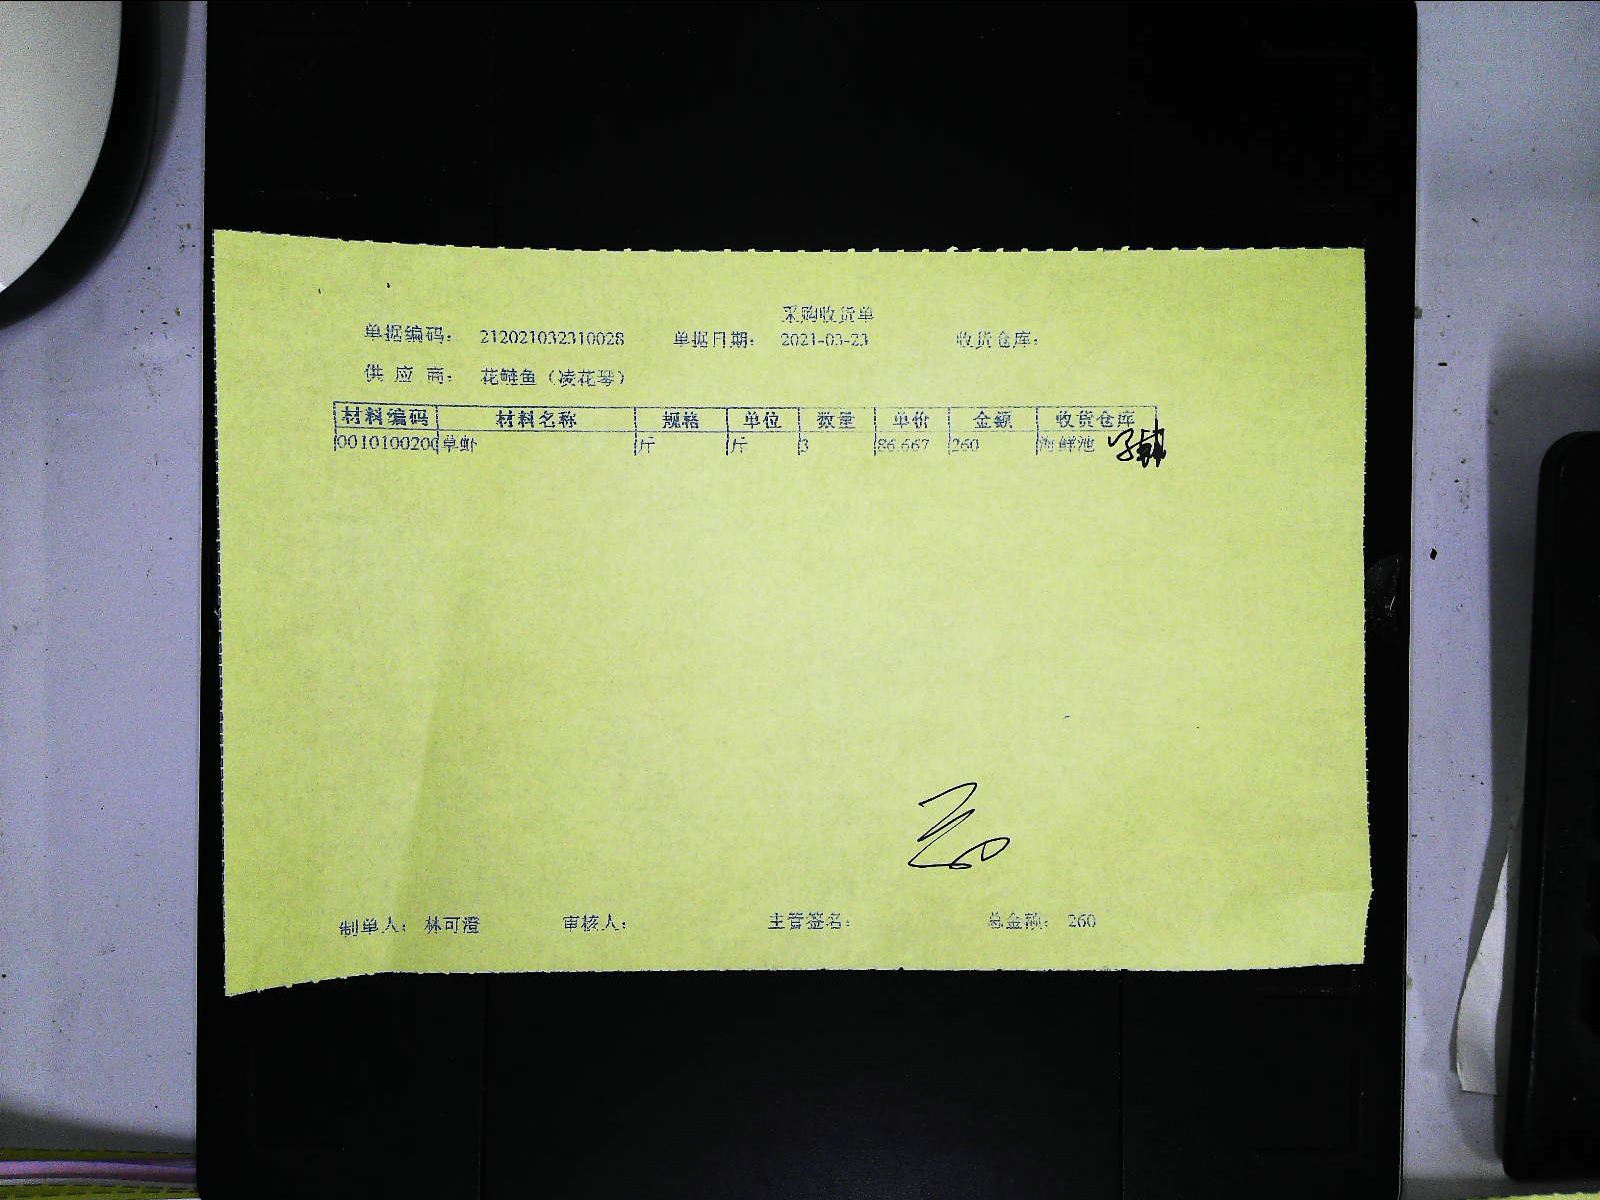 采购收货单
单据编码： 212021032310028 单据日期： 2021-03-23 收货仓库：
供 应 商： 花鲢鱼（凌花琴）
材料编码 材料名称 规格 单位 数量 单价 金额 收货仓库
0010100200 草虾 斤 斤 3 86.667 260 海鲜池
制单人： 林可澄 审核人： 主管签名： 总金额： 260